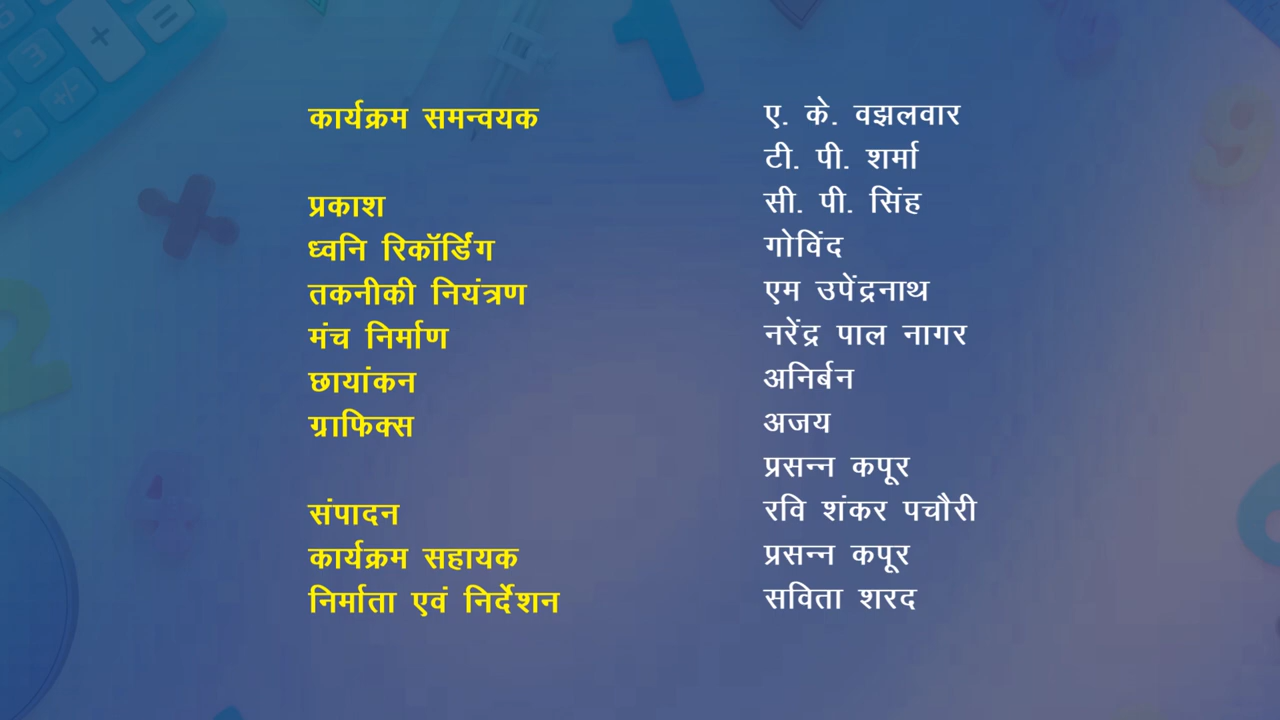 कार्यक्रम समन्वयक ए. के. वझलवार
टी. पी. शर्मा
प्रकाश सी. पी. सिंह
ध्वनि रिकॉर्डिंग गोविंद
तकनीकी नियंत्रण एम उपेंद्रनाथ
मंच निर्माण नरेंद्र पाल नागर
छायांकन अनिर्बन
ग्राफिक्स अजय
प्रसन्न कपूर
संपादन रवि शंकर पचौरी
कार्यक्रम सहायक प्रसन्न कपूर
निर्माता एवं निर्देशन सविता शरद